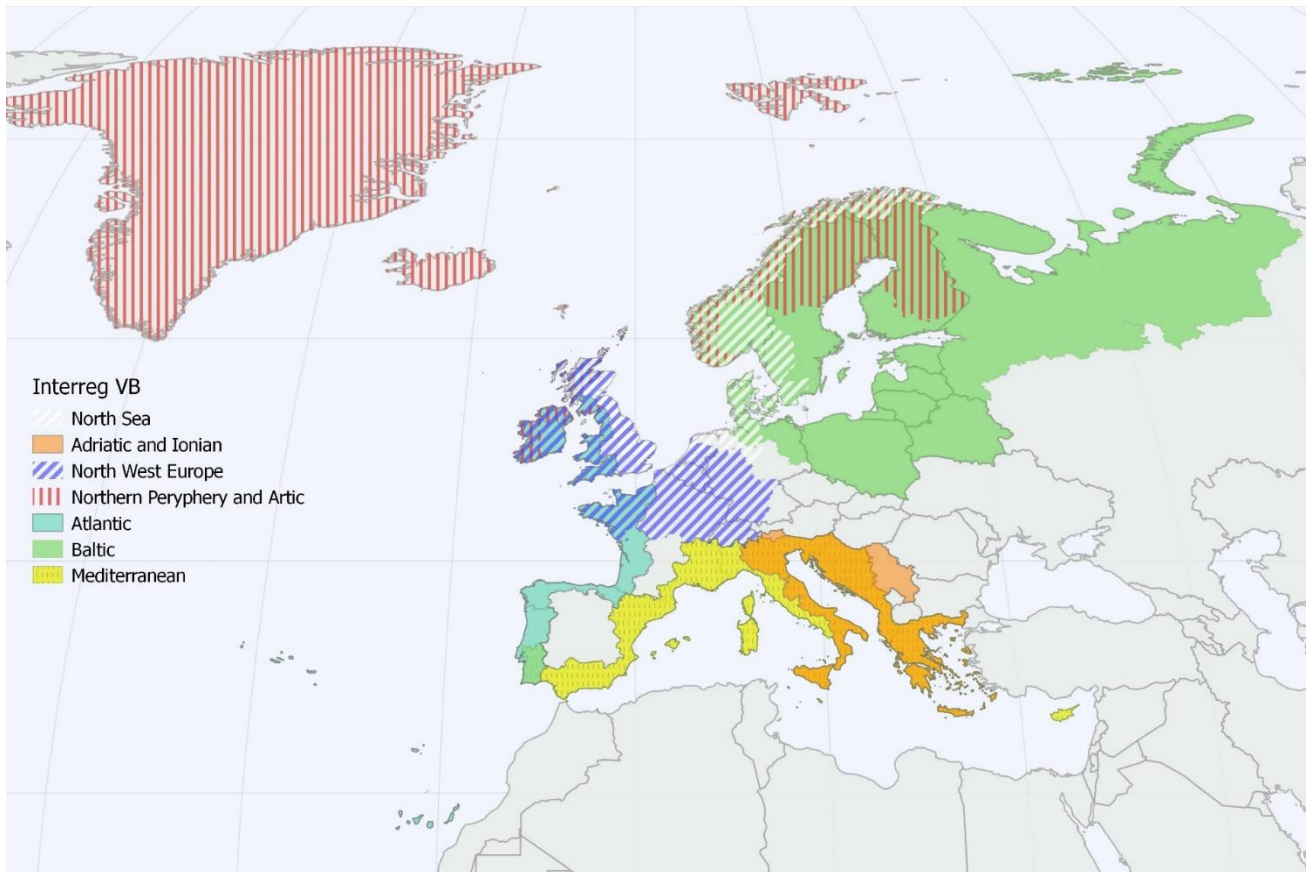 Interreg VB
North Sea
Adriatic and Ionian
North West Europe
Northern Peryphery and Artic
Atlantic
Baltic
Mediterranean